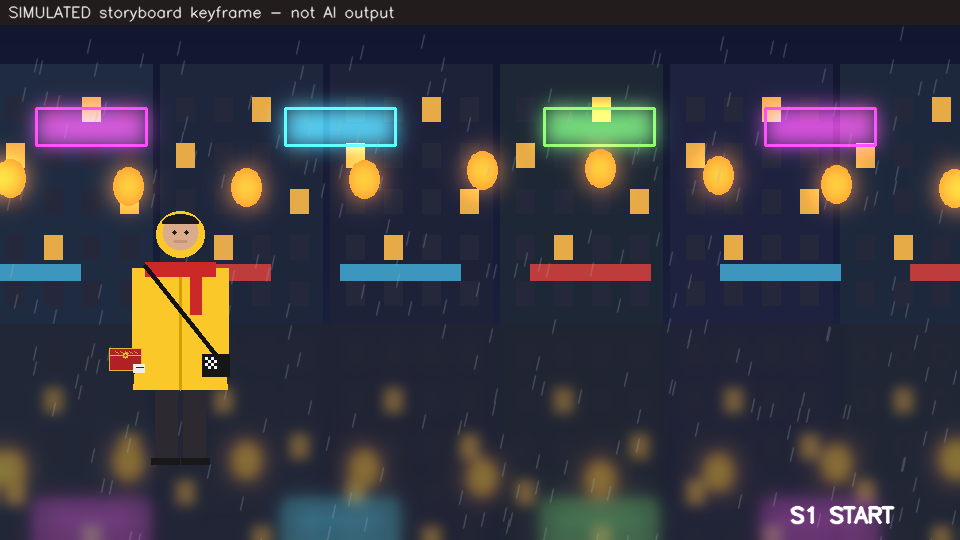 SIMULATED storyboard keyframe – not AI output
S1 START